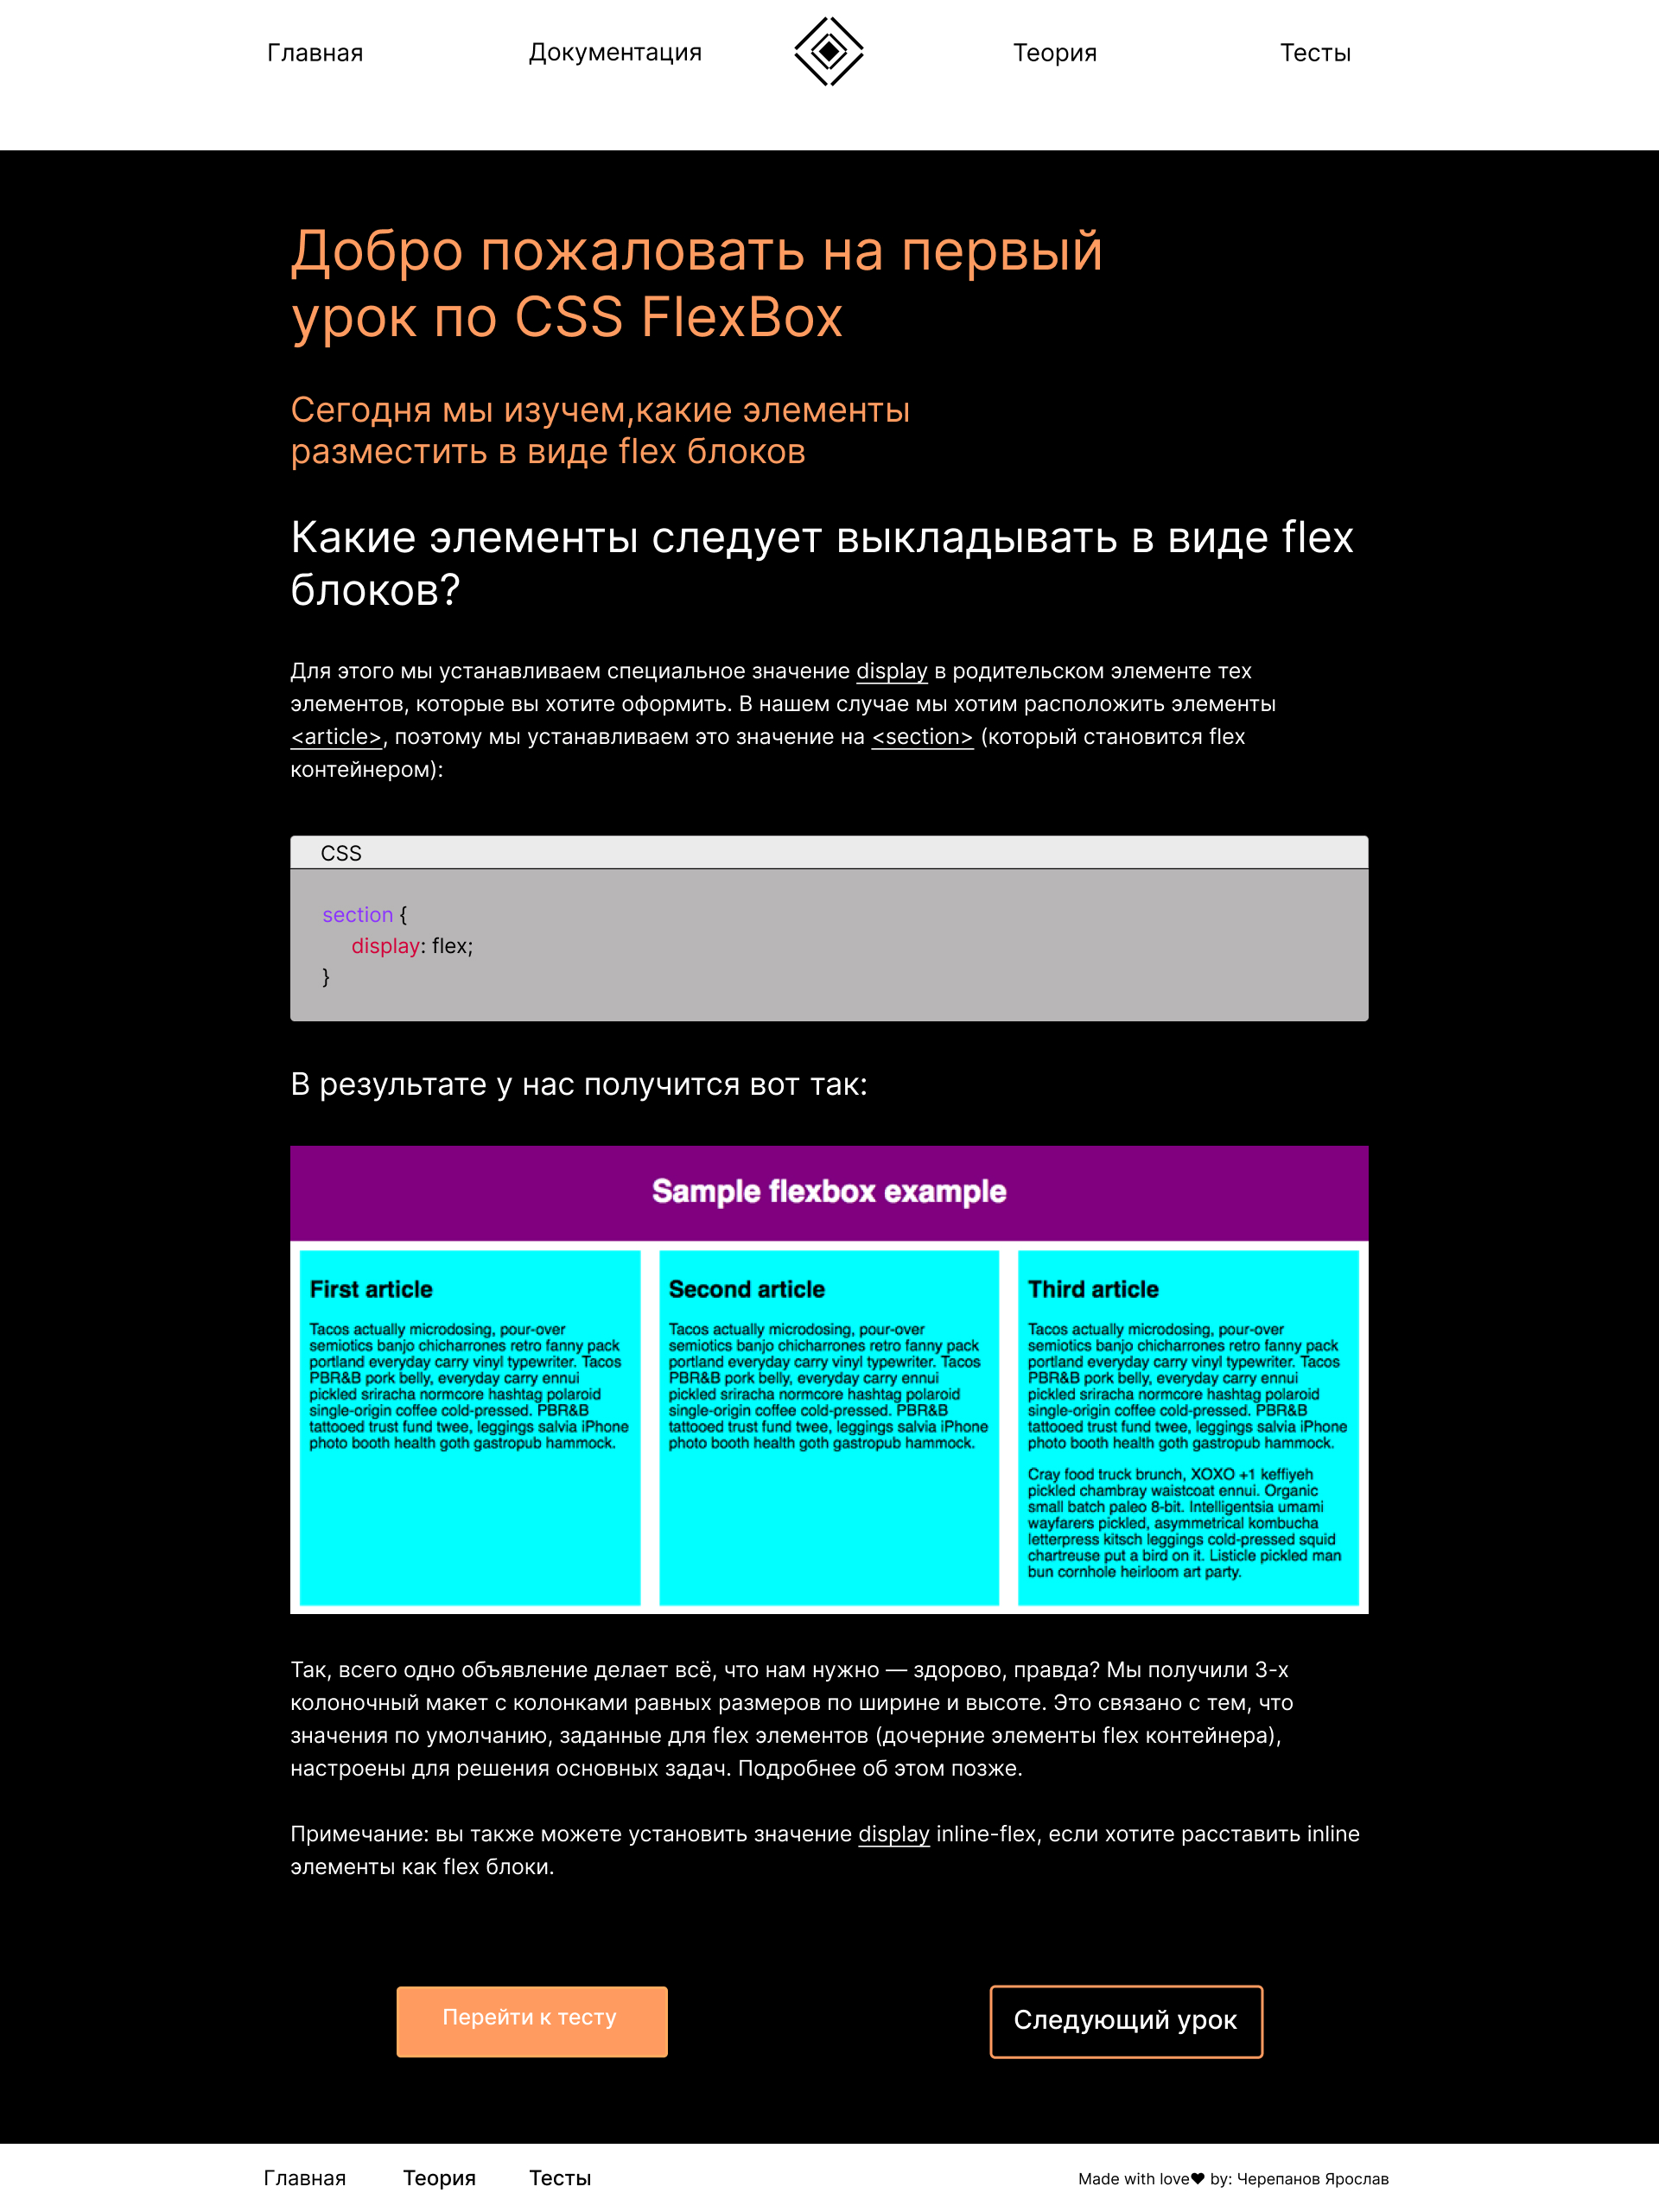 Главная Документация Теория Тесты
Добро пожаловать на первый
урок по CSS FlexBox
Сегодня мы изучем,какие элементы
разместить в виде flex блоков
Какие элементы следует выкладывать в виде flex
блоков?
Для этого мы устанавливаем специальное значение display в родительском элементе тех
элементов, которые вы хотите оформить. В нашем случае мы хотим расположить элементы
<article>, поэтому мы устанавливаем это значение на <section> (который становится flex
контейнером):
CSS
section {
display: flex;
}
В результате у нас получится вот так:
Sample flexbox example
First article
Tacos actually microdosing, pour-over
semiotics banjo chicharrones retro fanny pack
portland everyday carry vinyl typewriter. Tacos
PBR&B pork belly, everyday carry ennui
pickled sriracha normcore hashtag polaroid
single-origin coffee cold-pressed. PBR&B
tattooed trust fund twee, leggings salvia iPhone
photo booth health goth gastropub hammock.
Second article
Tacos actually microdosing, pour-over
semiotics banjo chicharrones retro fanny pack
portland everyday carry vinyl typewriter. Tacos
PBR&B pork belly, everyday carry ennui
pickled sriracha normcore hashtag polaroid
single-origin coffee cold-pressed. PBR&B
tattooed trust fund twee, leggings salvia iPhone
photo booth health goth gastropub hammock.
Third article
Tacos actually microdosing, pour-over
semiotics banjo chicharrones retro fanny pack
portland everyday carry vinyl typewriter. Tacos
PBR&B pork belly, everyday carry ennui
pickled sriracha normcore hashtag polaroid
single-origin coffee cold-pressed. PBR&B
tattooed trust fund twee, leggings salvia iPhone
photo booth health goth gastropub hammock.
Cray food truck brunch, XOXO +1 keffiyeh
pickled chambray waistcoat ennui. Organic
small batch paleo 8-bit. Intelligentsia umami
wayfarers pickled, asymmetrical kombucha
letterpress kitsch leggings cold-pressed squid
chartreuse put a bird on it. Listicle pickled man
bun cornhole heirloom art party.
Так, всего одно объявление делает всё, что нам нужно — здорово, правда? Мы получили 3-х
колоночный макет с колонками равных размеров по ширине и высоте. Это связано с тем, что
значения по умолчанию, заданные для flex элементов (дочерние элементы flex контейнера),
настроены для решения основных задач. Подробнее об этом позже.
Примечание: вы также можете установить значение display inline-flex, если хотите расставить inline
элементы как flex блоки.
Перейти к тесту Следующий урок
Главная Теория Тесты Made with love❤ by: Черепанов Ярослав